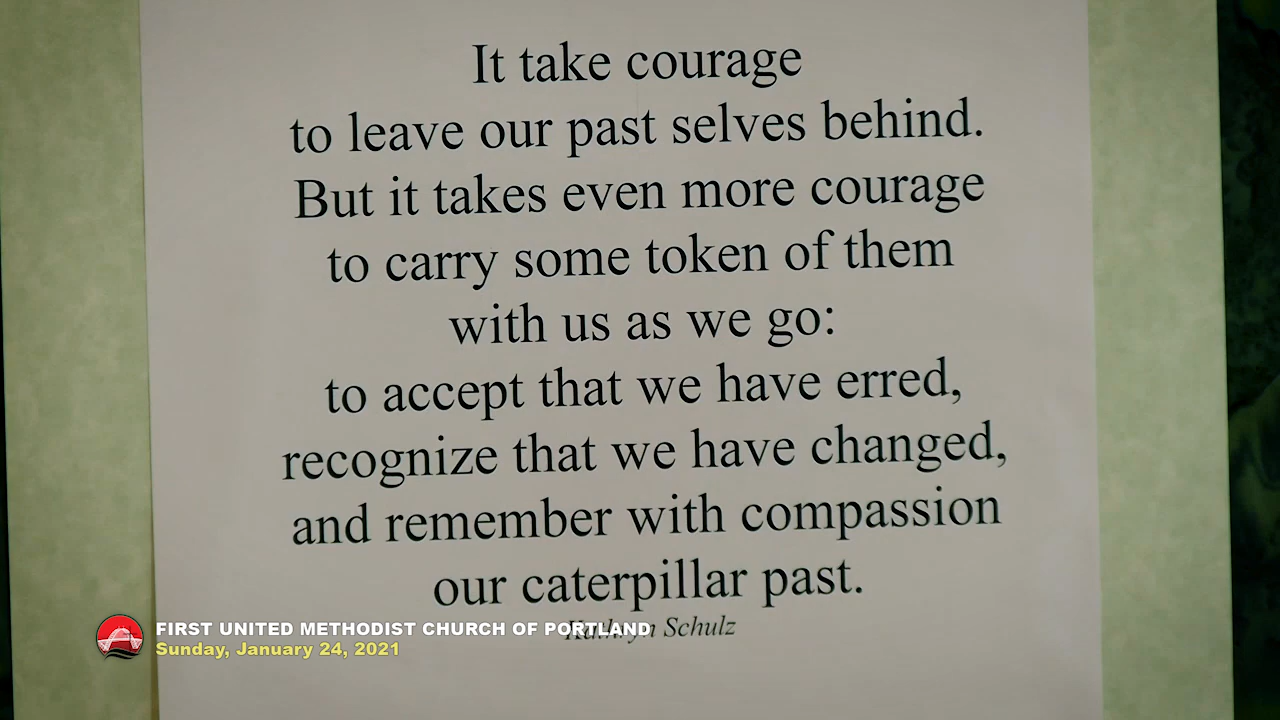 It take courage
to leave our past selves behind.
But it takes even more courage
to carry some token of them
with us as we go:
to accept that we have erred,
recognize that we have changed,
and remember with compassion
our caterpillar past.
Kathryn Schulz
FIRST UNITED METHODIST CHURCH OF PORTLAND
Sunday, January 24, 2021